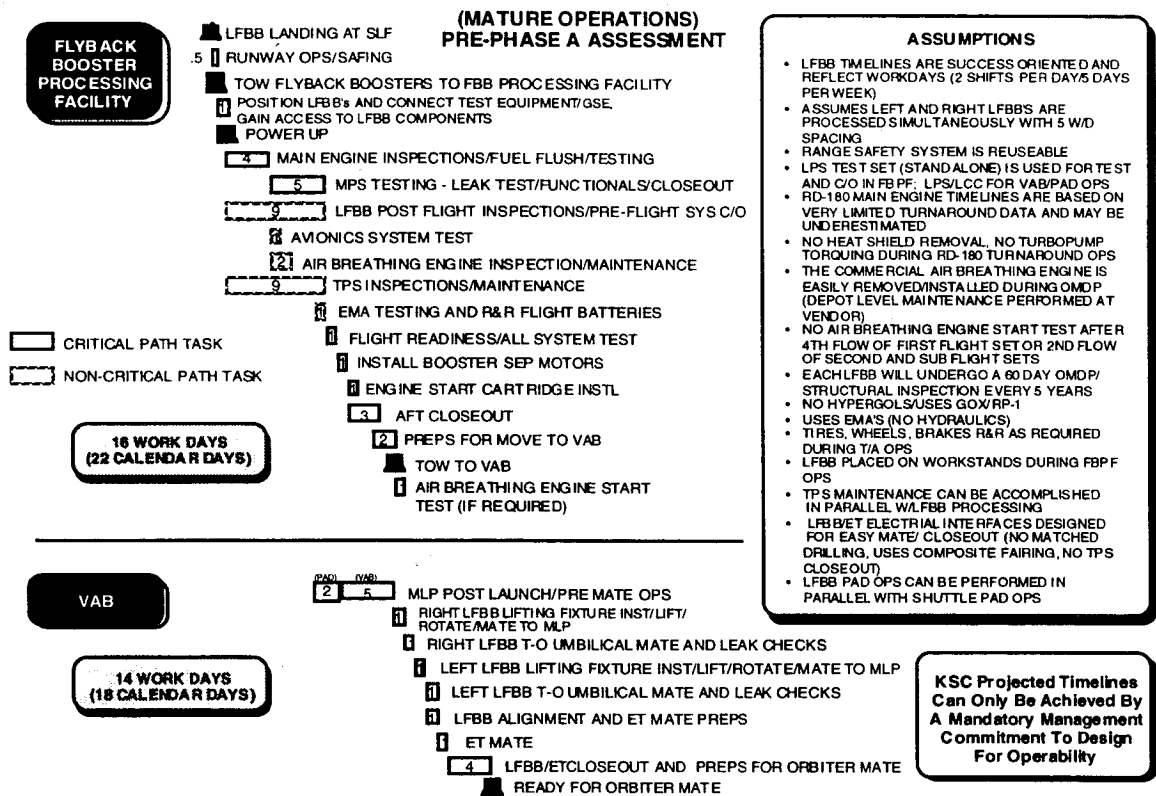 (MATURE OPERATIONS)
PRE-PHASE A ASSESSMENT
FLYBACK
BOOSTER
PROCESSING
FACILITY
LFBB LANDING AT SLF
.5 RUNWAY OPS/SAFING
TOW FLYBACK BOOSTERS TO FBB PROCESSING FACILITY
1 POSITION LFBB's AND CONNECT TEST EQUIPMENT/GSE,
GAIN ACCESS TO LFBB COMPONENTS
POWER UP
4 MAIN ENGINE INSPECTIONS/FUEL FLUSH/TESTING
5 MPS TESTING - LEAK TEST/FUNCTIONALS/CLOSEOUT
9 LFBB POST FLIGHT INSPECTIONS/PRE-FLIGHT SYS C/O
AVIONICS SYSTEM TEST
2 AIR BREATHING ENGINE INSPECTION/MAINTENANCE
9 TPS INSPECTIONS/MAINTENANCE
1 EMA TESTING AND R&R FLIGHT BATTERIES
1 FLIGHT READINESS/ALL SYSTEM TEST
1 INSTALL BOOSTER SEP MOTORS
1 ENGINE START CARTRIDGE INSTL
3 AFT CLOSEOUT
2 PREPS FOR MOVE TO VAB
TOW TO VAB
1 AIR BREATHING ENGINE START
TEST (IF REQUIRED)
CRITICAL PATH TASK
NON-CRITICAL PATH TASK
16 WORK DAYS
(22 CALENDAR DAYS)
VAB
14 WORK DAYS
(18 CALENDAR DAYS)
(PAD) (VAB)
2 5 MLP POST LAUNCH/PRE MATE OPS
1 RIGHT LFBB LIFTING FIXTURE INST/LIFT/
ROTATE/MATE TO MLP
1 RIGHT LFBB T-O UMBILICAL MATE AND LEAK CHECKS
1 LEFT LFBB LIFTING FIXTURE INST/LIFT/ROTATE/MATE TO MLP
1 LEFT LFBB T-O UMBILICAL MATE AND LEAK CHECKS
1 LFBB ALIGNMENT AND ET MATE PREPS
1 ET MATE
4 LFBB/ETCLOSEOUT AND PREPS FOR ORBITER MATE
READY FOR ORBITER MATE
ASSUMPTIONS
• LFBB TIMELINES ARE SUCCESS ORIENTED AND
REFLECT WORKDAYS (2 SHIFTS PER DAY/5 DAYS
PER WEEK)
• ASSUMES LEFT AND RIGHT LFBB'S ARE
PROCESSED SIMULTANEOUSLY WITH 5 W/D
SPACING
• RANGE SAFETY SYSTEM IS REUSEABLE
• LPS TEST SET (STANDALONE) IS USED FOR TEST
AND C/O IN FBPF; LPS/LCC FOR VAB/PAD OPS
• RD-180 MAIN ENGINE TIMELINES ARE BASED ON
VERY LIMITED TURNAROUND DATA AND MAY BE
UNDERESTIMATED
• NO HEAT SHIELD REMOVAL, NO TURBOPUMP
TORQUING DURING RD-180 TURNAROUND OPS
• THE COMMERCIAL AIR BREATHING ENGINE IS
EASILY REMOVED/INSTALLED DURING OMDP
(DEPOT LEVEL MAINTENANCE PERFORMED AT
VENDOR)
• NO AIR BREATHING ENGINE START TEST AFTER
4TH FLOW OF FIRST FLIGHT SET OR 2ND FLOW
OF SECOND AND SUB FLIGHT SETS
• EACH LFBB WILL UNDERGO A 60 DAY OMDP/
STRUCTURAL INSPECTION EVERY 5 YEARS
• NO HYPERGOLS/USES GOX/RP-1
• USES EMA'S (NO HYDRAULICS)
• TIRES, WHEELS, BRAKES R&R AS REQUIRED
DURING T/A OPS
• LFBB PLACED ON WORKSTANDS DURING FBPF
OPS
• TPS MAINTENANCE CAN BE ACCOMPLISHED
IN PARALLEL W/LFBB PROCESSING
• LFBB/ET ELECTRIAL INTERFACES DESIGNED
FOR EASY MATE/ CLOSEOUT (NO MATCHED
DRILLING, USES COMPOSITE FAIRING, NO TPS
CLOSEOUT)
• LFBB PAD OPS CAN BE PERFORMED IN
PARALLEL WITH SHUTTLE PAD OPS
KSC Projected Timelines
Can Only Be Achieved By
A Mandatory Management
Commitment To Design
For Operability